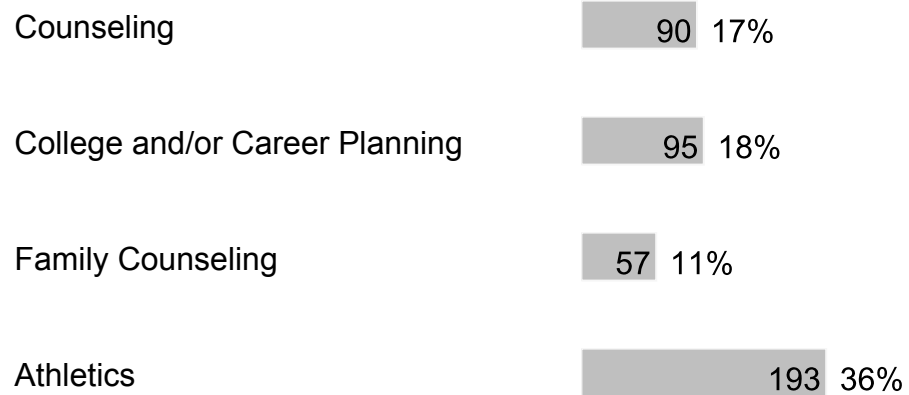 Counseling 90 17%
College and/or Career Planning 95 18%
Family Counseling 57 11%
Athletics 193 36%